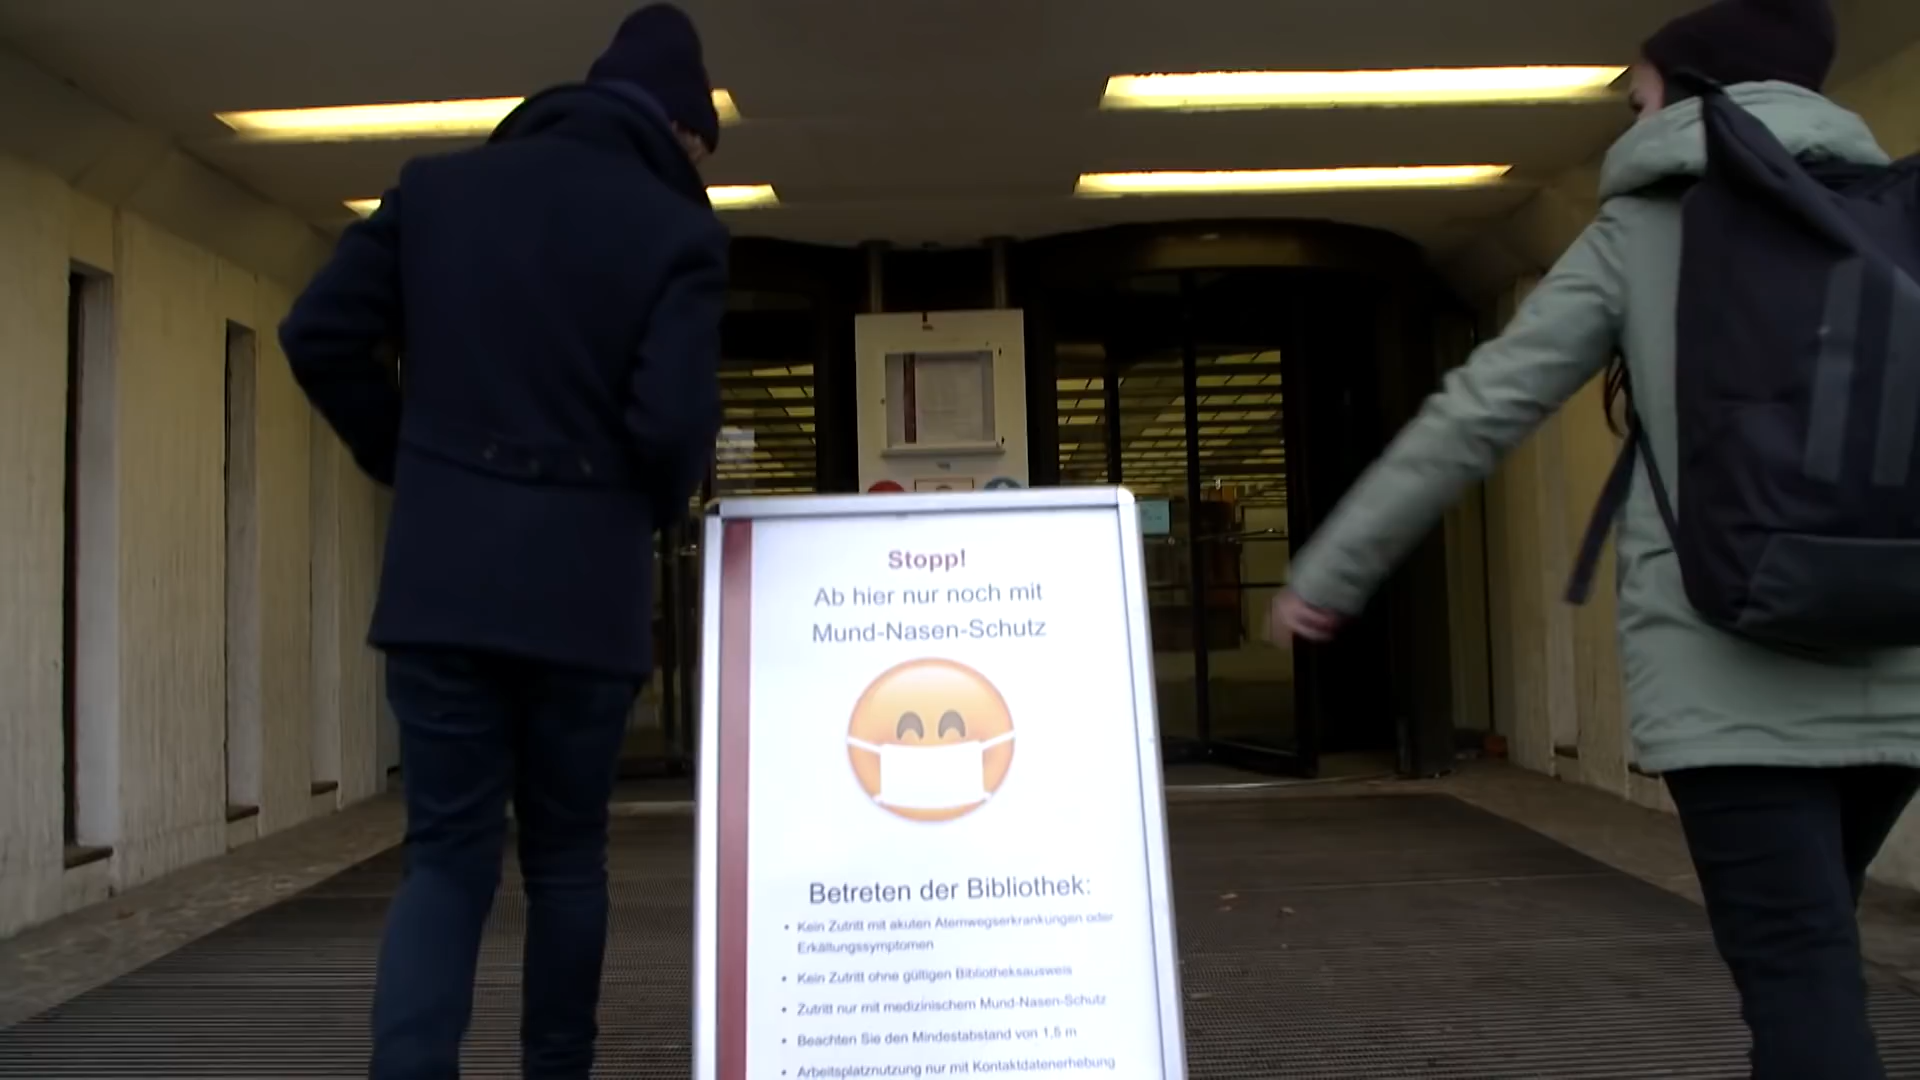 Stopp!
Ab hier nur noch mit
Mund-Nasen-Schutz
Betreten der Bibliothek:
• Kein Zutritt mit akuten Atemwegserkrankungen oder
Erkältungssymptomen
• Kein Zutritt ohne gültigen Bibliotheksausweis
• Zutritt nur mit medizinischem Mund-Nasen-Schutz
• Beachten Sie den Mindestabstand von 1,5 m
• Arbeitsplatznutzung nur mit Kontaktdatenerhebung